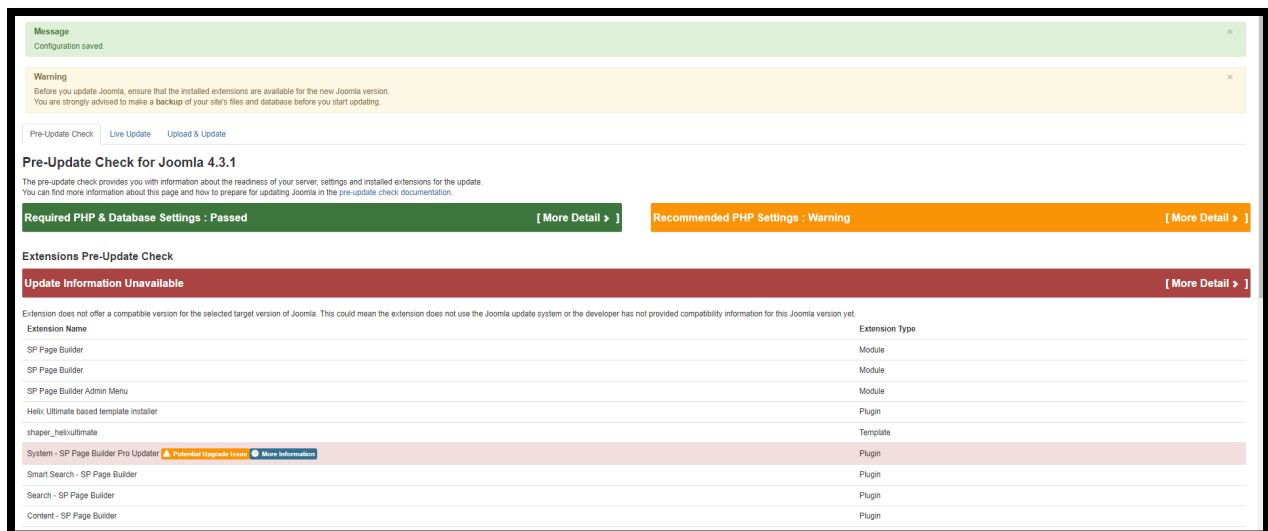 Message
×
Configuration saved.
Warning
×
Before you update Joomla, ensure that the installed extensions are available for the new Joomla version.
You are strongly advised to make a backup of your site's files and database before you start updating.
Pre-Update Check Live Update Upload & Update
Pre-Update Check for Joomla 4.3.1
The pre-update check provides you with information about the readiness of your server, settings and installed extensions for the update.
You can find more information about this page and how to prepare for updating Joomla in the pre-update check documentation.
Required PHP & Database Settings : Passed [ More Detail > ]
Recommended PHP Settings : Warning [ More Detail > ]
Extensions Pre-Update Check
Update Information Unavailable [ More Detail > ]
Extension does not offer a compatible version for the selected target version of Joomla. This could mean the extension does not use the Joomla update system or the developer has not provided compatibility information for this Joomla version yet.
Extension Name Extension Type
SP Page Builder Module
SP Page Builder Module
SP Page Builder Admin Menu Module
Helix Ultimate based template installer Plugin
shaper_helixultimate Template
System - SP Page Builder Pro Updater Potential Upgrade Issue More Information Plugin
Smart Search - SP Page Builder Plugin
Search - SP Page Builder Plugin
Content - SP Page Builder Plugin